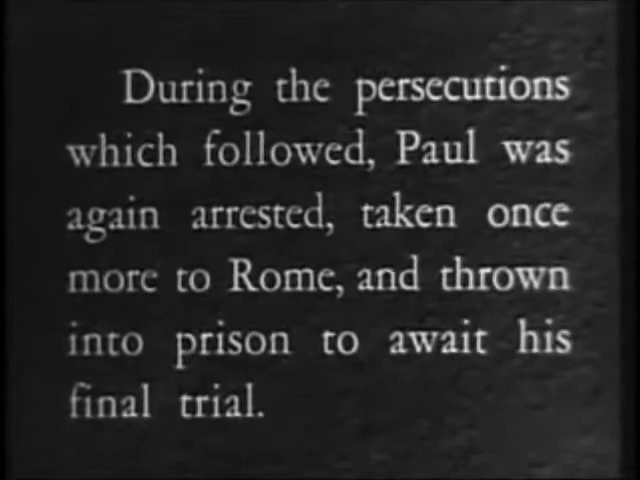 During the persecutions
which followed, Paul was
again arrested, taken once
more to Rome, and thrown
into prison to await his
final trial.